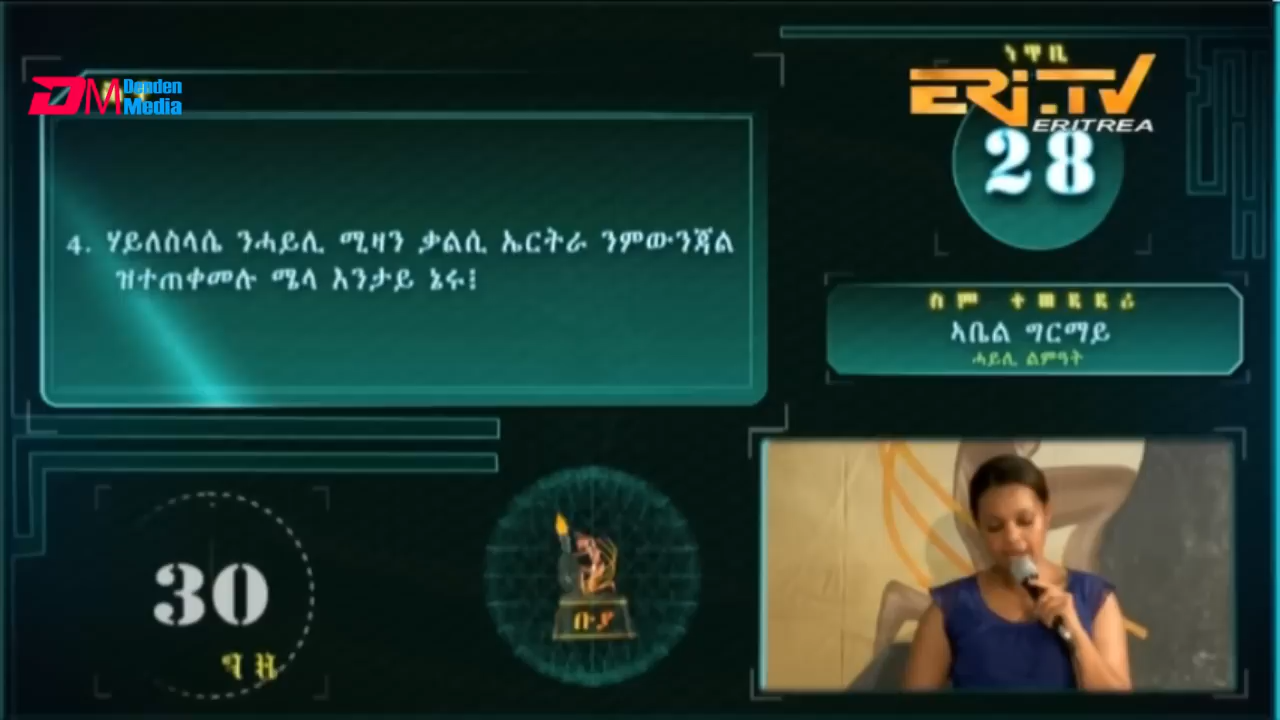 DM Denden
Media
4. ሃይለስላሴ ንሓይሊ ሚዛን ቃልሲ ኤርትራ ንምውንጃል
ዝተጠቀመሉ ሜላ እንታይ ኔሩ፤
ነጥቢ
ERi.TV
ERITREA
28
ስም ተወዳዳሪ
ኣቤል ግርማይ
ሓይሊ ልምዓት
30
ግዜ
ቡያ